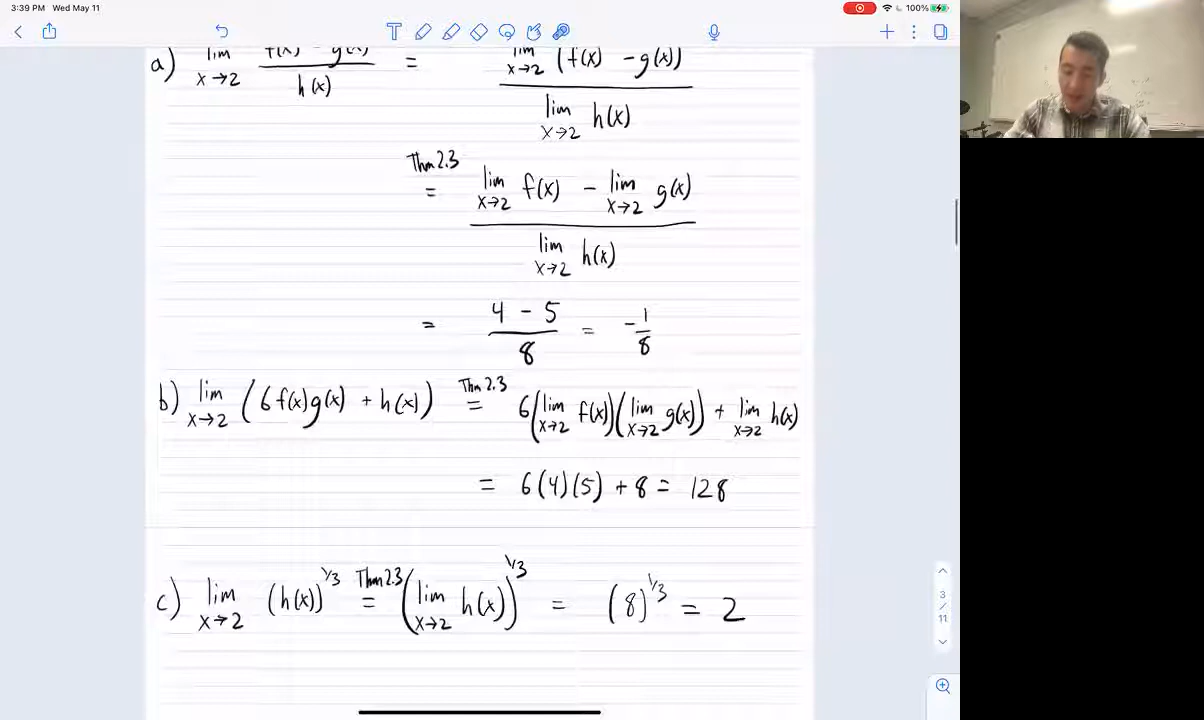 3:39 PM Wed May 11
100%
a) lim x→2 f(x) - g(x) / h(x) = lim x→2 (f(x) - g(x)) / lim x→2 h(x)
Thm 2.3
= lim x→2 f(x) - lim x→2 g(x) / lim x→2 h(x)
= 4 - 5 / 8 = -1/8
b) lim x→2 (6f(x)g(x) + h(x)) Thm 2.3 = 6(lim x→2 f(x))(lim x→2 g(x)) + lim x→2 h(x)
= 6(4)(5) + 8 = 128
c) lim x→2 (h(x))^1/3 Thm 2.3 = (lim x→2 h(x))^1/3 = (8)^1/3 = 2
3
/
11